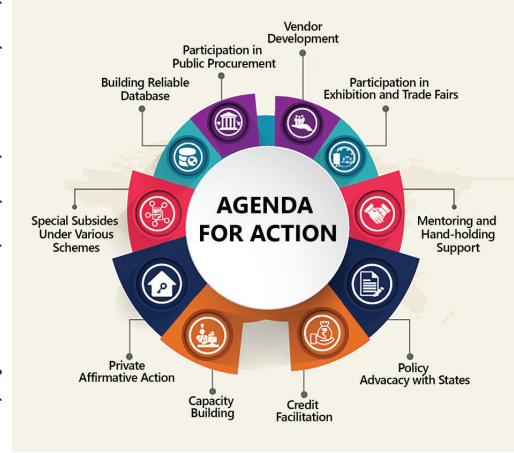 Vendor
Development
Participation in
Public Procurement
Participation in
Exhibition and Trade Fairs
Building Reliable
Database
AGENDA
FOR ACTION
Special Subsides
Under Various
Schemes
Mentoring and
Hand-holding
Support
Private
Affirmative Action
Policy
Advocacy with States
Capacity
Building
Credit
Facilitation